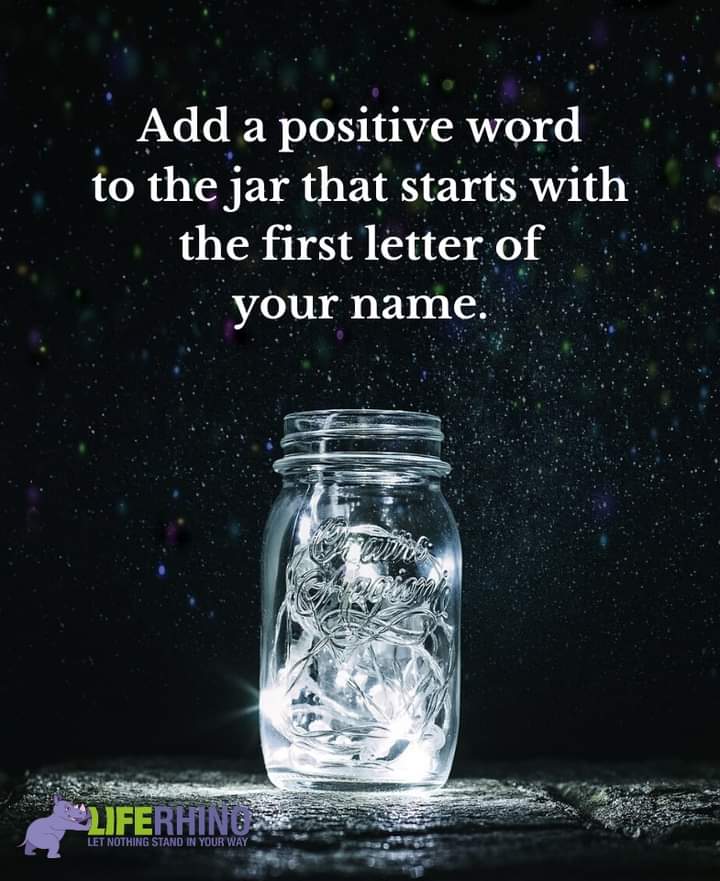 Add a positive word
to the jar that starts with
the first letter of
your name.
LIFERHINO
LET NOTHING STAND IN YOUR WAY